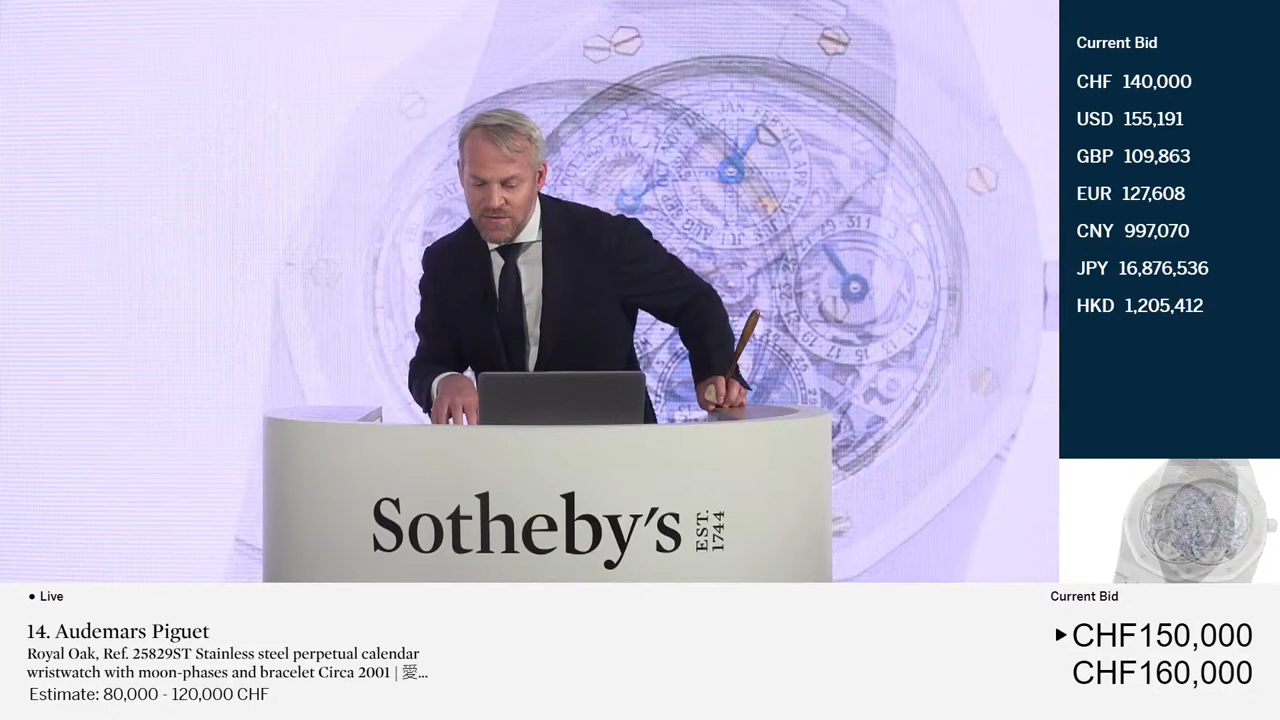 Current Bid
CHF 140,000
USD 155,191
GBP 109,863
EUR 127,608
CNY 997,070
JPY 16,876,536
HKD 1,205,412
Sotheby's
EST.
1744
• Live
14. Audemars Piguet
Royal Oak, Ref. 25829ST Stainless steel perpetual calendar
wristwatch with moon-phases and bracelet Circa 2001 | 愛...
Estimate: 80,000 - 120,000 CHF
Current Bid
CHF150,000
CHF160,000